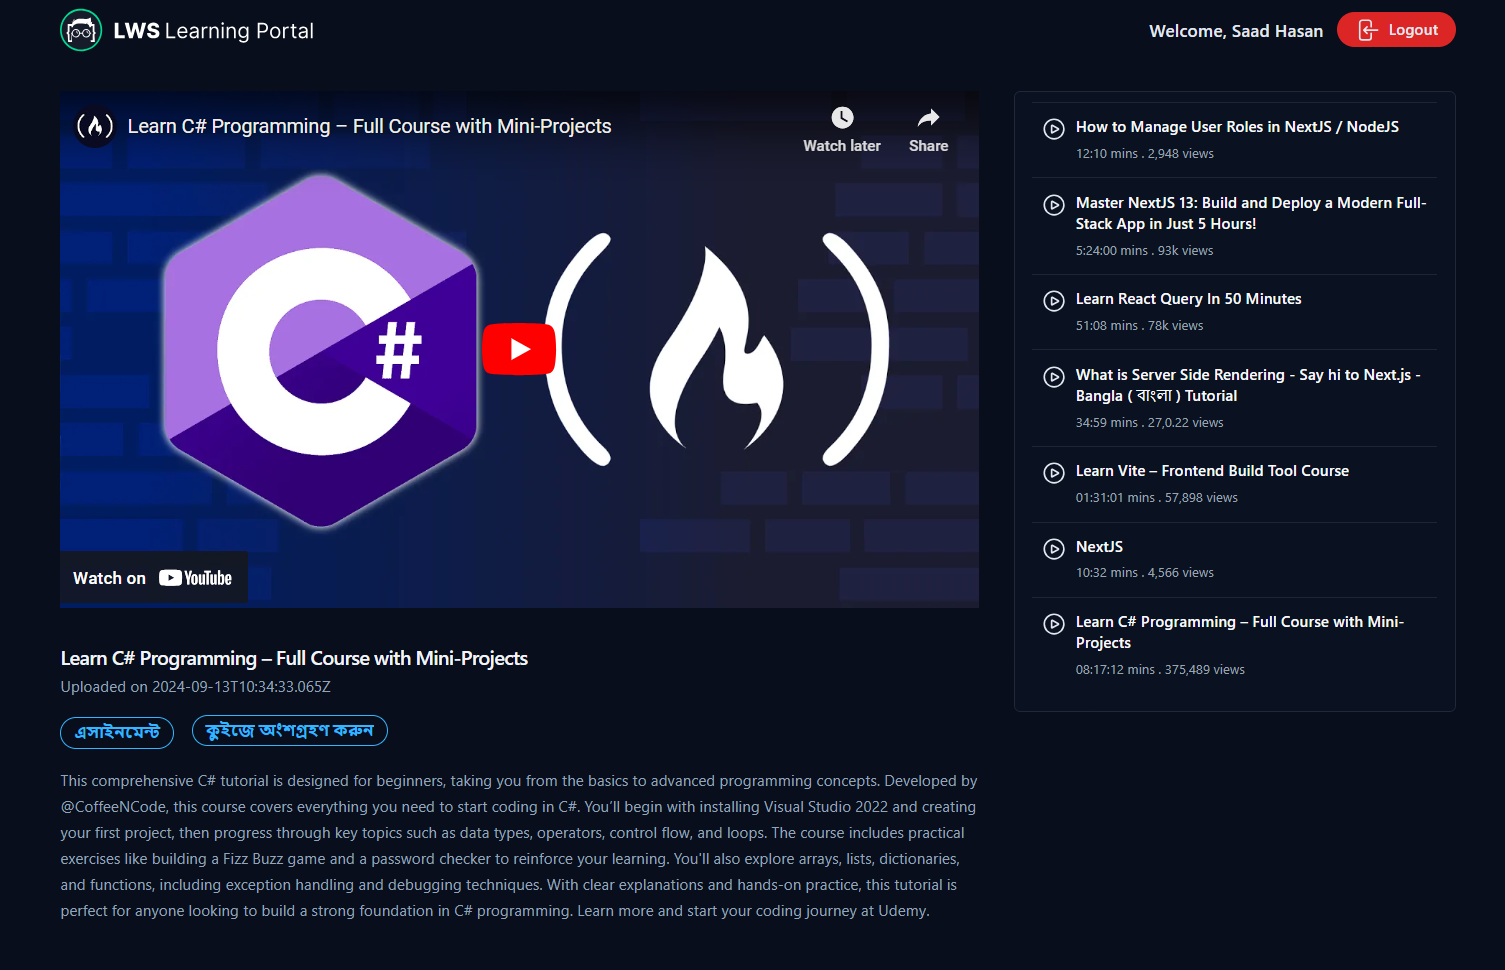 LWS Learning Portal
Welcome, Saad Hasan
Logout
Learn C# Programming – Full Course with Mini-Projects
Watch later
Share
C#
Watch on YouTube
Learn C# Programming – Full Course with Mini-Projects
Uploaded on 2024-09-13T10:34:33.065Z
এসাইনমেন্ট
কুইজে অংশগ্রহণ করুন
This comprehensive C# tutorial is designed for beginners, taking you from the basics to advanced programming concepts. Developed by
@CoffeeNCode, this course covers everything you need to start coding in C#. You’ll begin with installing Visual Studio 2022 and creating
your first project, then progress through key topics such as data types, operators, control flow, and loops. The course includes practical
exercises like building a Fizz Buzz game and a password checker to reinforce your learning. You'll also explore arrays, lists, dictionaries,
and functions, including exception handling and debugging techniques. With clear explanations and hands-on practice, this tutorial is
perfect for anyone looking to build a strong foundation in C# programming. Learn more and start your coding journey at Udemy.
How to Manage User Roles in NextJS / NodeJS
12:10 mins . 2,948 views
Master NextJS 13: Build and Deploy a Modern Full-
Stack App in Just 5 Hours!
5:24:00 mins . 93k views
Learn React Query In 50 Minutes
51:08 mins . 78k views
What is Server Side Rendering - Say hi to Next.js -
Bangla ( বাংলা ) Tutorial
34:59 mins . 27,0.22 views
Learn Vite – Frontend Build Tool Course
01:31:01 mins . 57,898 views
NextJS
10:32 mins . 4,566 views
Learn C# Programming – Full Course with Mini-
Projects
08:17:12 mins . 375,489 views